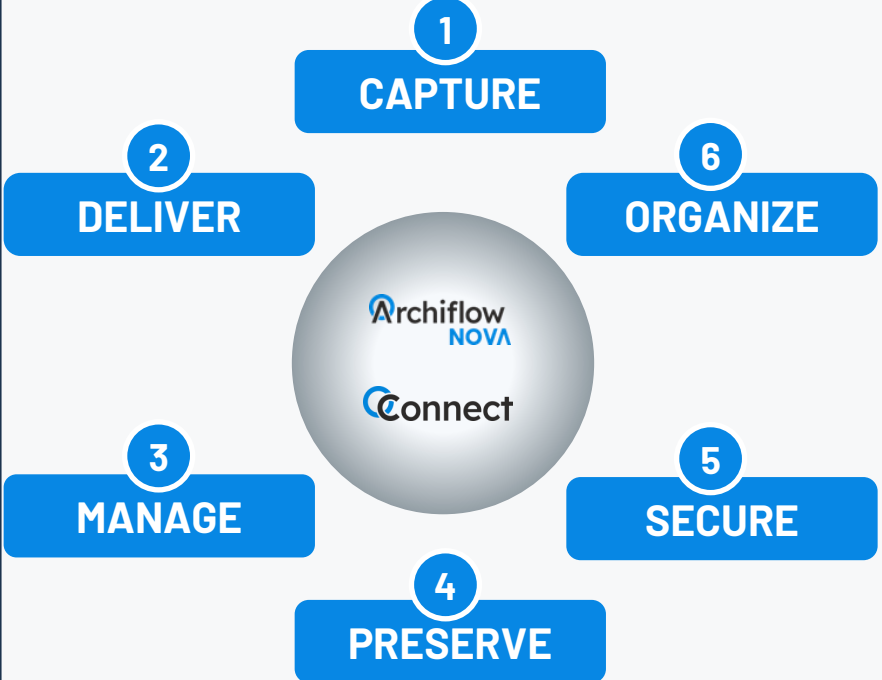 1
CAPTURE
2
DELIVER
6
ORGANIZE
Archiflow
NOVA
Connect
3
MANAGE
5
SECURE
4
PRESERVE